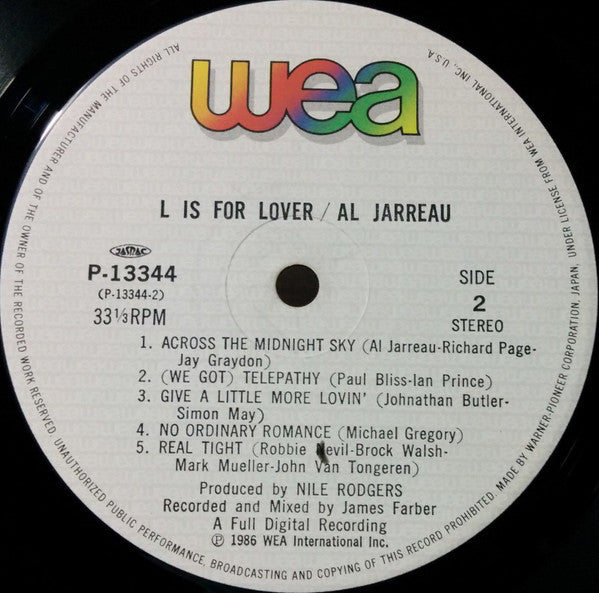 wea
L IS FOR LOVER / AL JARREAU
JASRAC
P-13344
(P-13344-2)
33⅓RPM
SIDE
2
STEREO
1. ACROSS THE MIDNIGHT SKY (Al Jarreau-Richard Page-
Jay Graydon)
2. (WE GOT) TELEPATHY (Paul Bliss-Ian Prince)
3. GIVE A LITTLE MORE LOVIN' (Johnathan Butler-
Simon May)
4. NO ORDINARY ROMANCE (Michael Gregory)
5. REAL TIGHT (Robbie Nevil-Brock Walsh-
Mark Mueller-John Van Tongeren)
Produced by NILE RODGERS
Recorded and Mixed by James Farber
A Full Digital Recording
Ⓟ 1986 WEA International Inc.
ALL RIGHTS OF THE MANUFACTURER AND OF THE OWNER OF THE RECORDED WORK RESERVED. UNAUTHORIZED PUBLIC PERFORMANCE, BROADCASTING AND COPYING OF THIS RECORD PROHIBITED. MADE BY WARNER-PIONEER CORPORATION, JAPAN, UNDER LICENSE FROM WEA INTERNATIONAL INC., U.S.A.